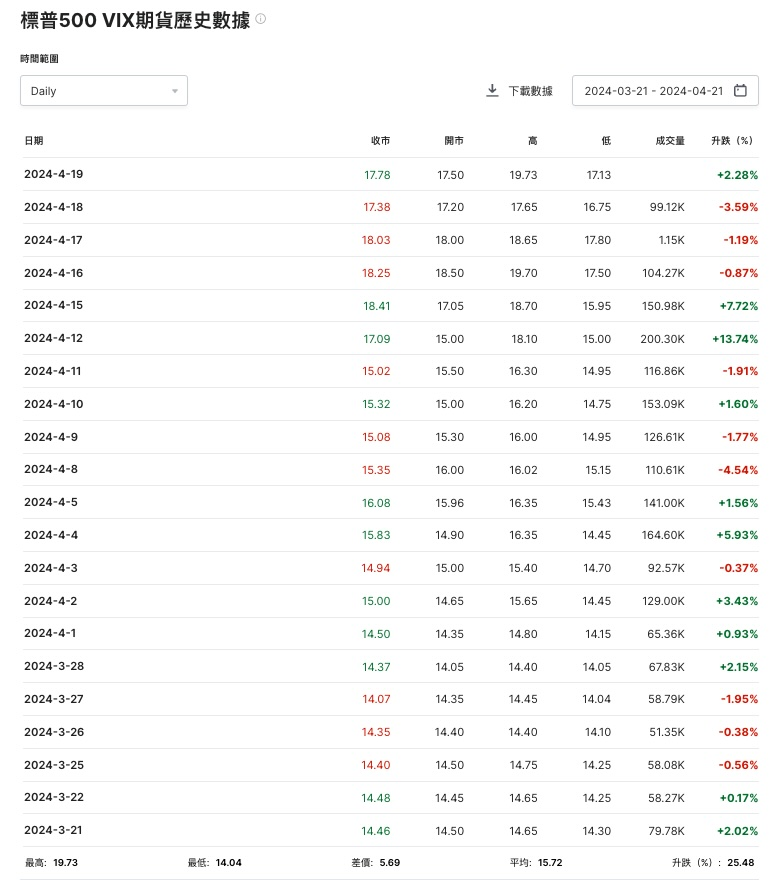 標普500 VIX期貨歷史數據
時間範圍
Daily 下載數據 2024-03-21 - 2024-04-21
日期 收市 開市 高 低 成交量 升跌（%）
2024-4-19 17.78 17.50 19.73 17.13 +2.28%
2024-4-18 17.38 17.20 17.65 16.75 99.12K -3.59%
2024-4-17 18.03 18.00 18.65 17.80 1.15K -1.19%
2024-4-16 18.25 18.50 19.70 17.50 104.27K -0.87%
2024-4-15 18.41 17.05 18.70 15.95 150.98K +7.72%
2024-4-12 17.09 15.00 18.10 15.00 200.30K +13.74%
2024-4-11 15.02 15.50 16.30 14.95 116.86K -1.91%
2024-4-10 15.32 15.00 16.20 14.75 153.09K +1.60%
2024-4-9 15.08 15.30 16.00 14.95 126.61K -1.77%
2024-4-8 15.35 16.00 16.02 15.15 110.61K -4.54%
2024-4-5 16.08 15.96 16.35 15.43 141.00K +1.56%
2024-4-4 15.83 14.90 16.35 14.45 164.60K +5.93%
2024-4-3 14.94 15.00 15.40 14.70 92.57K -0.37%
2024-4-2 15.00 14.65 15.65 14.45 129.00K +3.43%
2024-4-1 14.50 14.35 14.80 14.15 65.36K +0.93%
2024-3-28 14.37 14.05 14.40 14.05 67.83K +2.15%
2024-3-27 14.07 14.35 14.45 14.04 58.79K -1.95%
2024-3-26 14.35 14.40 14.40 14.10 51.35K -0.38%
2024-3-25 14.40 14.50 14.75 14.25 58.08K -0.56%
2024-3-22 14.48 14.45 14.65 14.25 58.27K +0.17%
2024-3-21 14.46 14.50 14.65 14.30 79.78K +2.02%
最高: 19.73 最低: 14.04 差價: 5.69 平均: 15.72 升跌（%）: 25.48